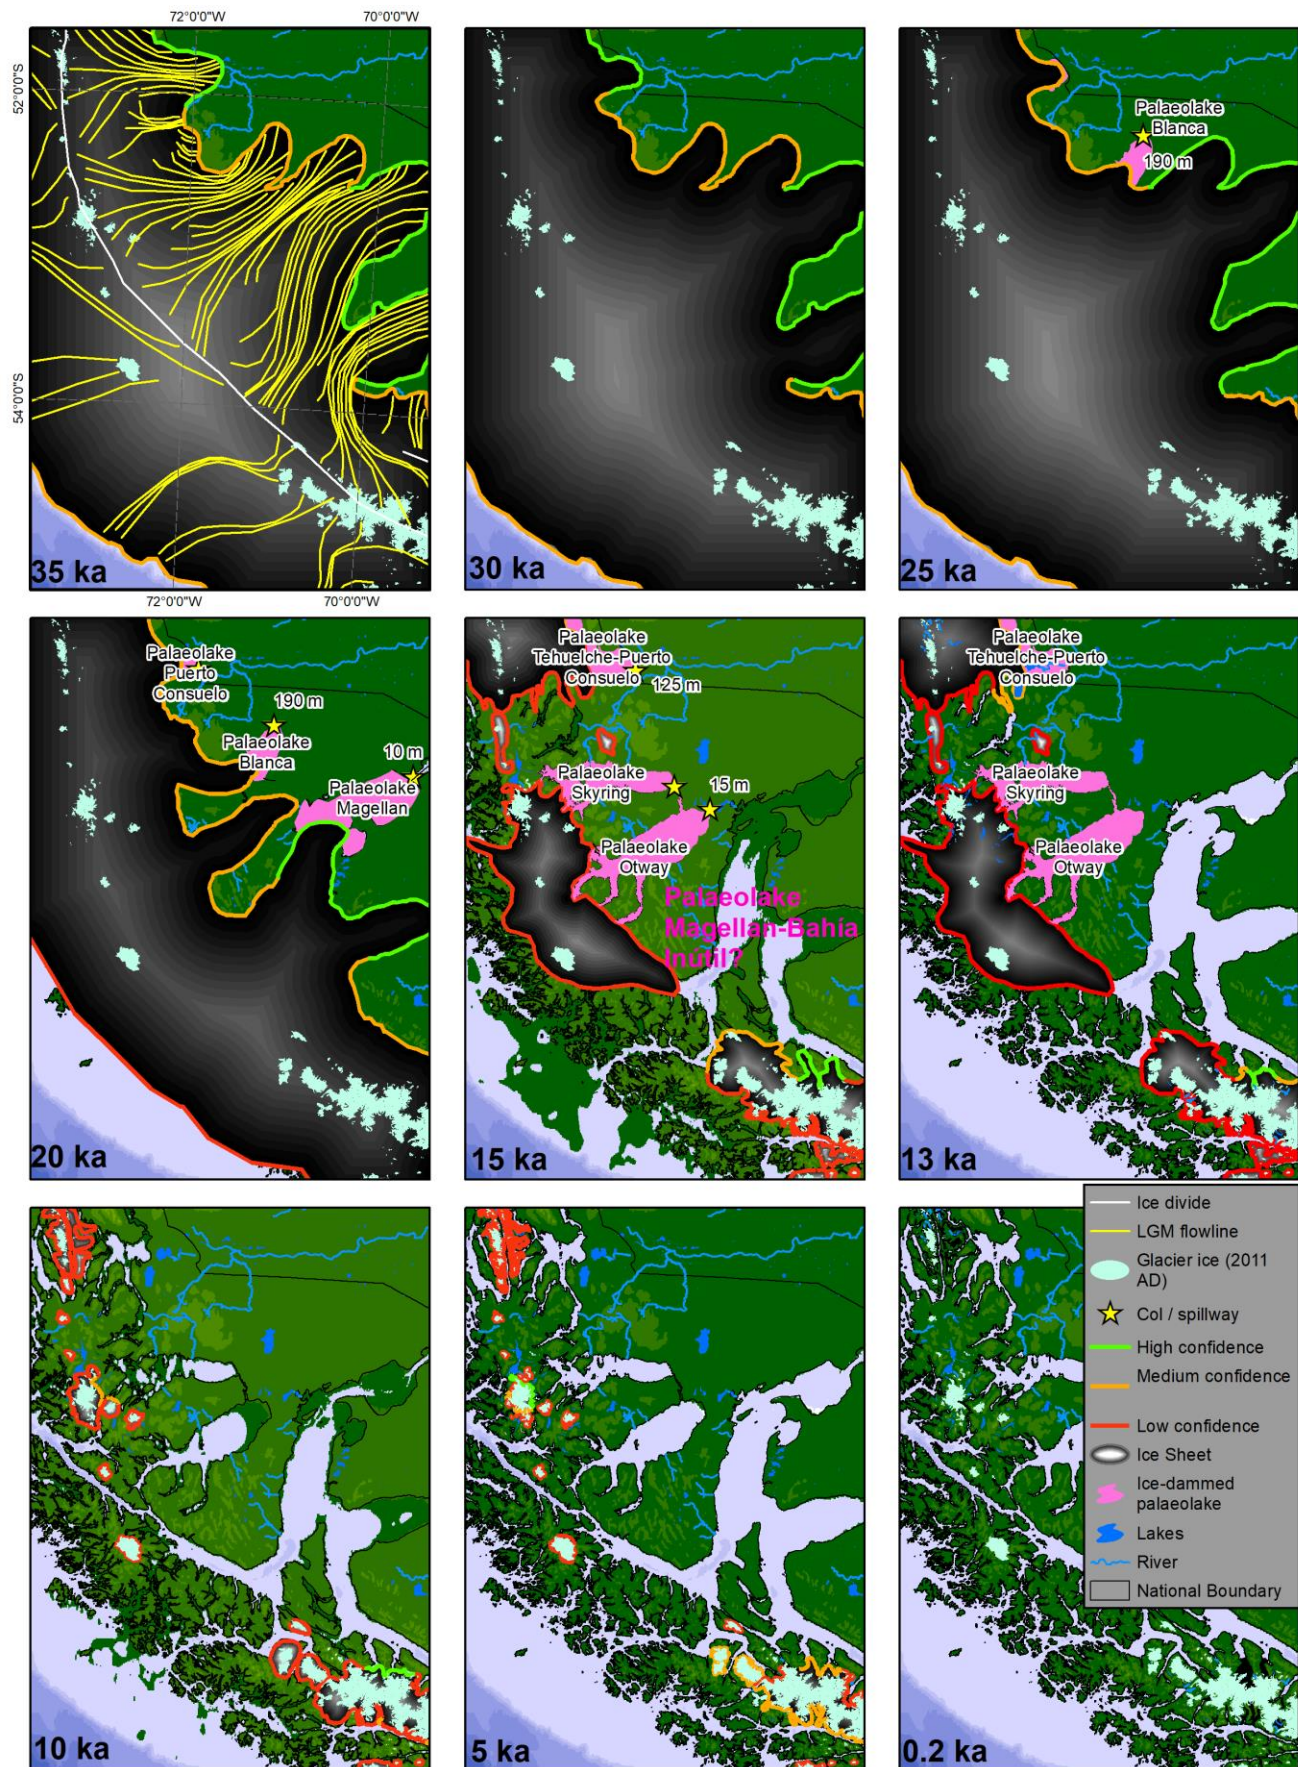 72°0'0"W
70°0'0"W
52°0'0"S
54°0'0"S
35 ka
72°0'0"W
70°0'0"W
30 ka
Palaeolake
Blanca
190 m
25 ka
Palaeolake
Puerto
Consuelo
190 m
Palaeolake
Blanca
10 m
Palaeolake
Magellan
20 ka
Palaeolake
Tehuelche-Puerto
Consuelo
125 m
Palaeolake
Skyring
15 m
Palaeolake
Otway
Palaeolake
Magellan-Bahía
Inútil?
15 ka
Palaeolake
Tehuelche-Puerto
Consuelo
Palaeolake
Skyring
Palaeolake
Otway
13 ka
10 ka
5 ka
0.2 ka
Ice divide
LGM flowline
Glacier ice (2011
AD)
Col / spillway
High confidence
Medium confidence
Low confidence
Ice Sheet
Ice-dammed
palaeolake
Lakes
River
National Boundary